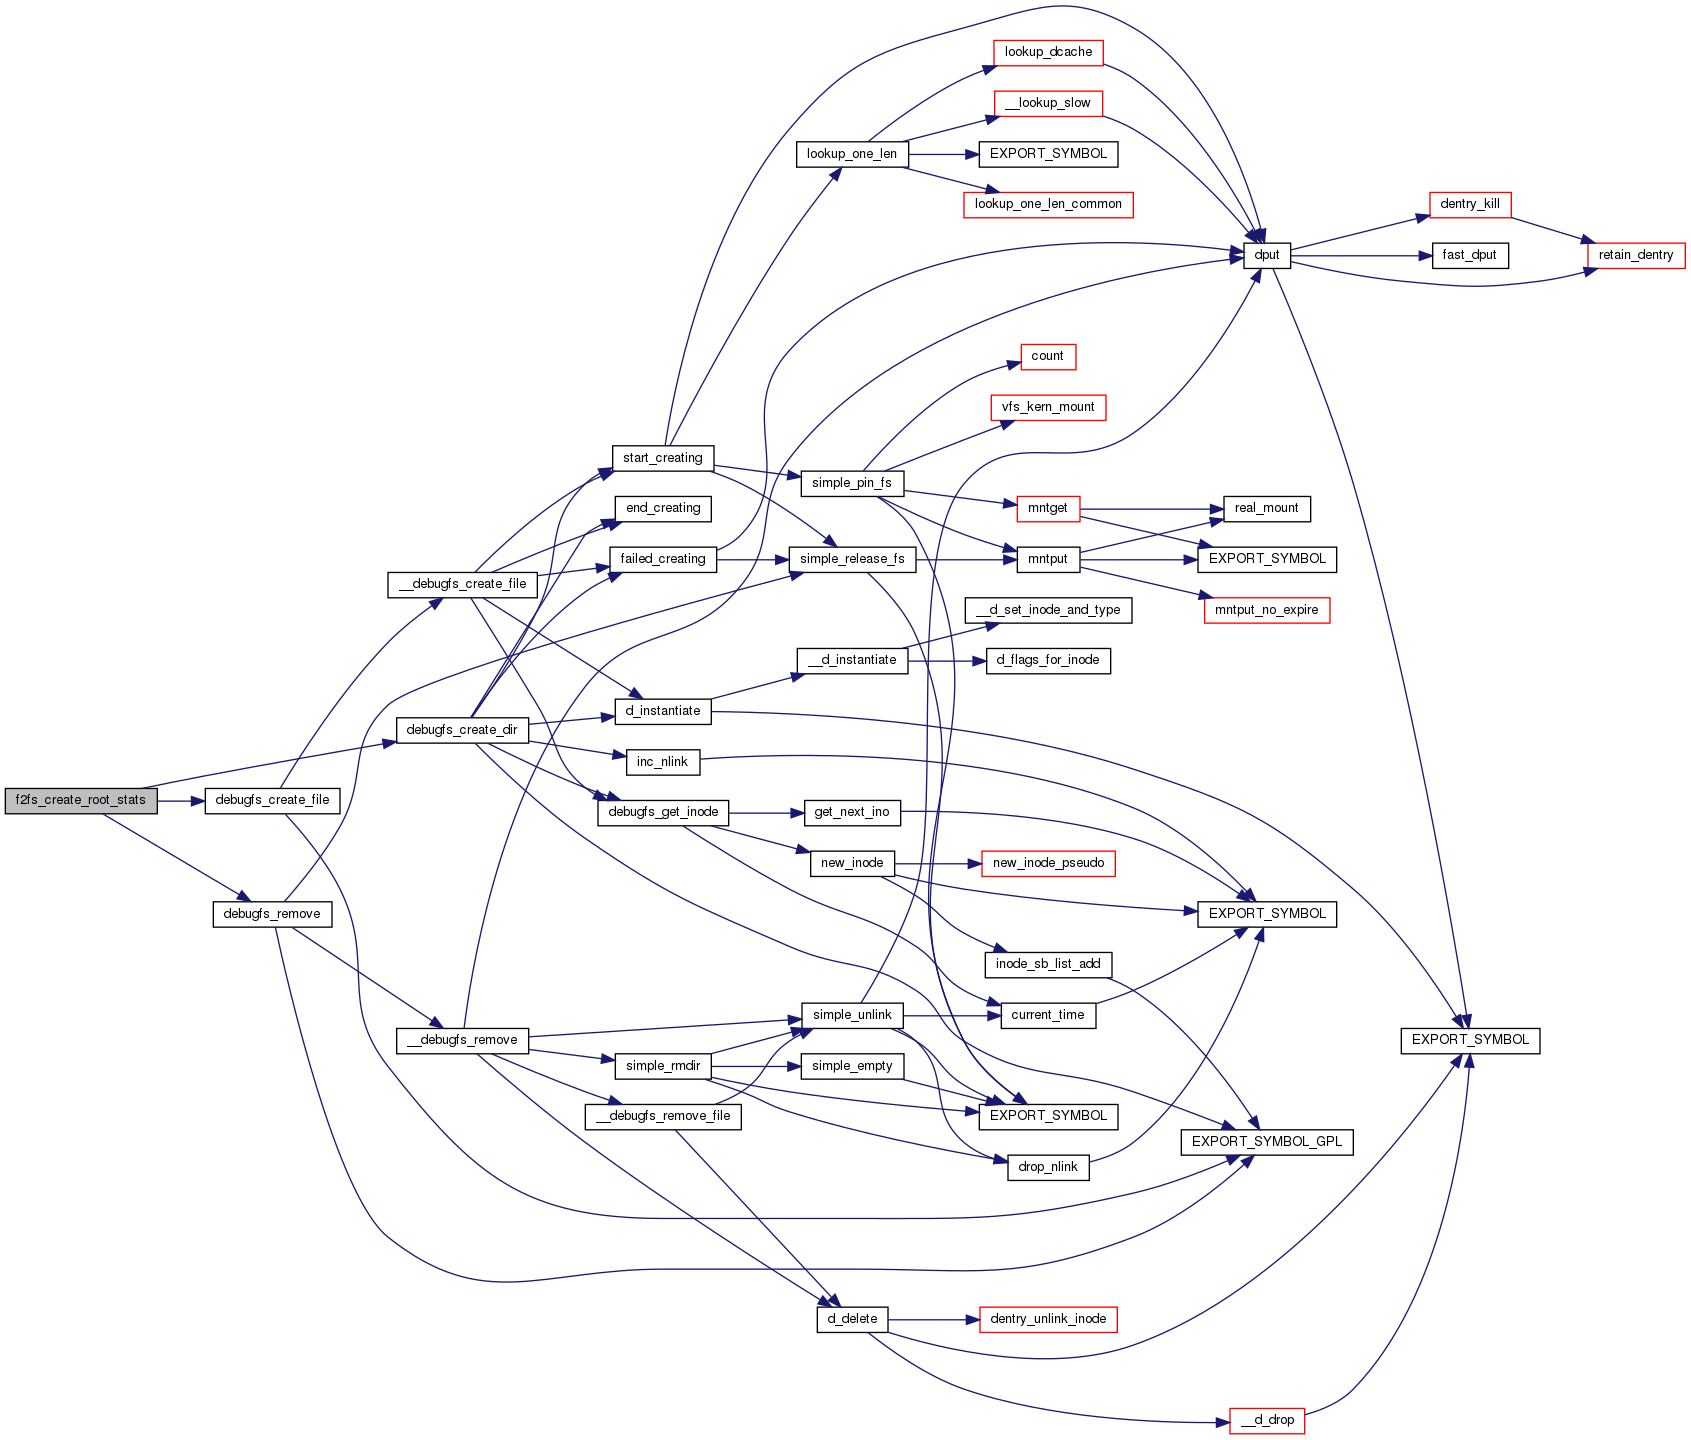 lookup_dcache
__lookup_slow
lookup_one_len
EXPORT_SYMBOL
lookup_one_len_common
dentry_kill
dput
fast_dput
retain_dentry
count
vfs_kern_mount
start_creating
simple_pin_fs
end_creating
mntget
real_mount
failed_creating
simple_release_fs
mntput
EXPORT_SYMBOL
__debugfs_create_file
__d_set_inode_and_type
mntput_no_expire
__d_instantiate
d_flags_for_inode
d_instantiate
debugfs_create_dir
inc_nlink
f2fs_create_root_stats
debugfs_create_file
debugfs_get_inode
get_next_ino
new_inode
new_inode_pseudo
debugfs_remove
EXPORT_SYMBOL
inode_sb_list_add
simple_unlink
current_time
__debugfs_remove
EXPORT_SYMBOL
simple_rmdir
simple_empty
__debugfs_remove_file
EXPORT_SYMBOL
EXPORT_SYMBOL_GPL
drop_nlink
d_delete
dentry_unlink_inode
__d_drop